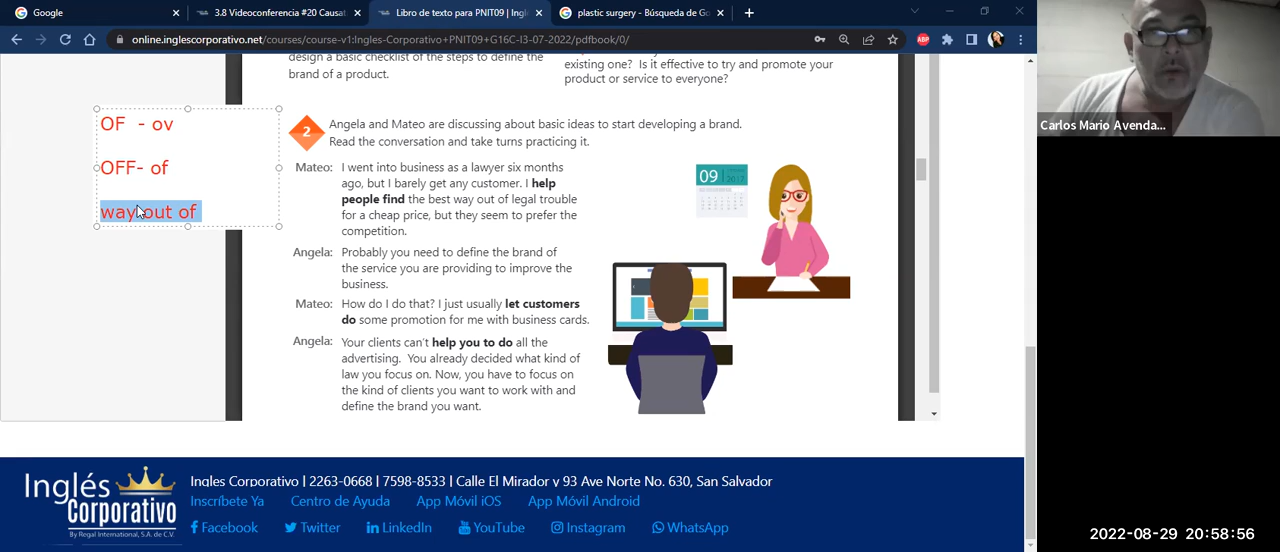 Google
3.8 Videoconferencia #20 Causat
Libro de texto para PNIT09 | Ingl
plastic surgery - Búsqueda de Go
online.inglescorporativo.net/courses/course-v1:Ingles-Corporativo+PNIT09+G16C-I3-07-2022/pdfbook/0/
ABP
design a basic checklist of the steps to define the
brand of a product.
existing one? Is it effective to try and promote your
product or service to everyone?
OF - ov
OFF- of
way out of
2
Angela and Mateo are discussing about basic ideas to start developing a brand.
Read the conversation and take turns practicing it.
Mateo: I went into business as a lawyer six months
ago, but I barely get any customer. I help
people find the best way out of legal trouble
for a cheap price, but they seem to prefer the
competition.
Angela: Probably you need to define the brand of
the service you are providing to improve the
business.
Mateo: How do I do that? I just usually let customers
do some promotion for me with business cards.
Angela: Your clients can't help you to do all the
advertising. You already decided what kind of
law you focus on. Now, you have to focus on
the kind of clients you want to work with and
define the brand you want.
09
2017
Carlos Mario Avenda...
Inglés
Corporativo
By Regal International, S.A. de C.V.
Ingles Corporativo | 2263-0668 | 7598-8533 | Calle El Mirador y 93 Ave Norte No. 630, San Salvador
Inscríbete Ya Centro de Ayuda App Móvil iOS App Móvil Android
Facebook Twitter LinkedIn YouTube Instagram WhatsApp
2022-08-29 20:58:56